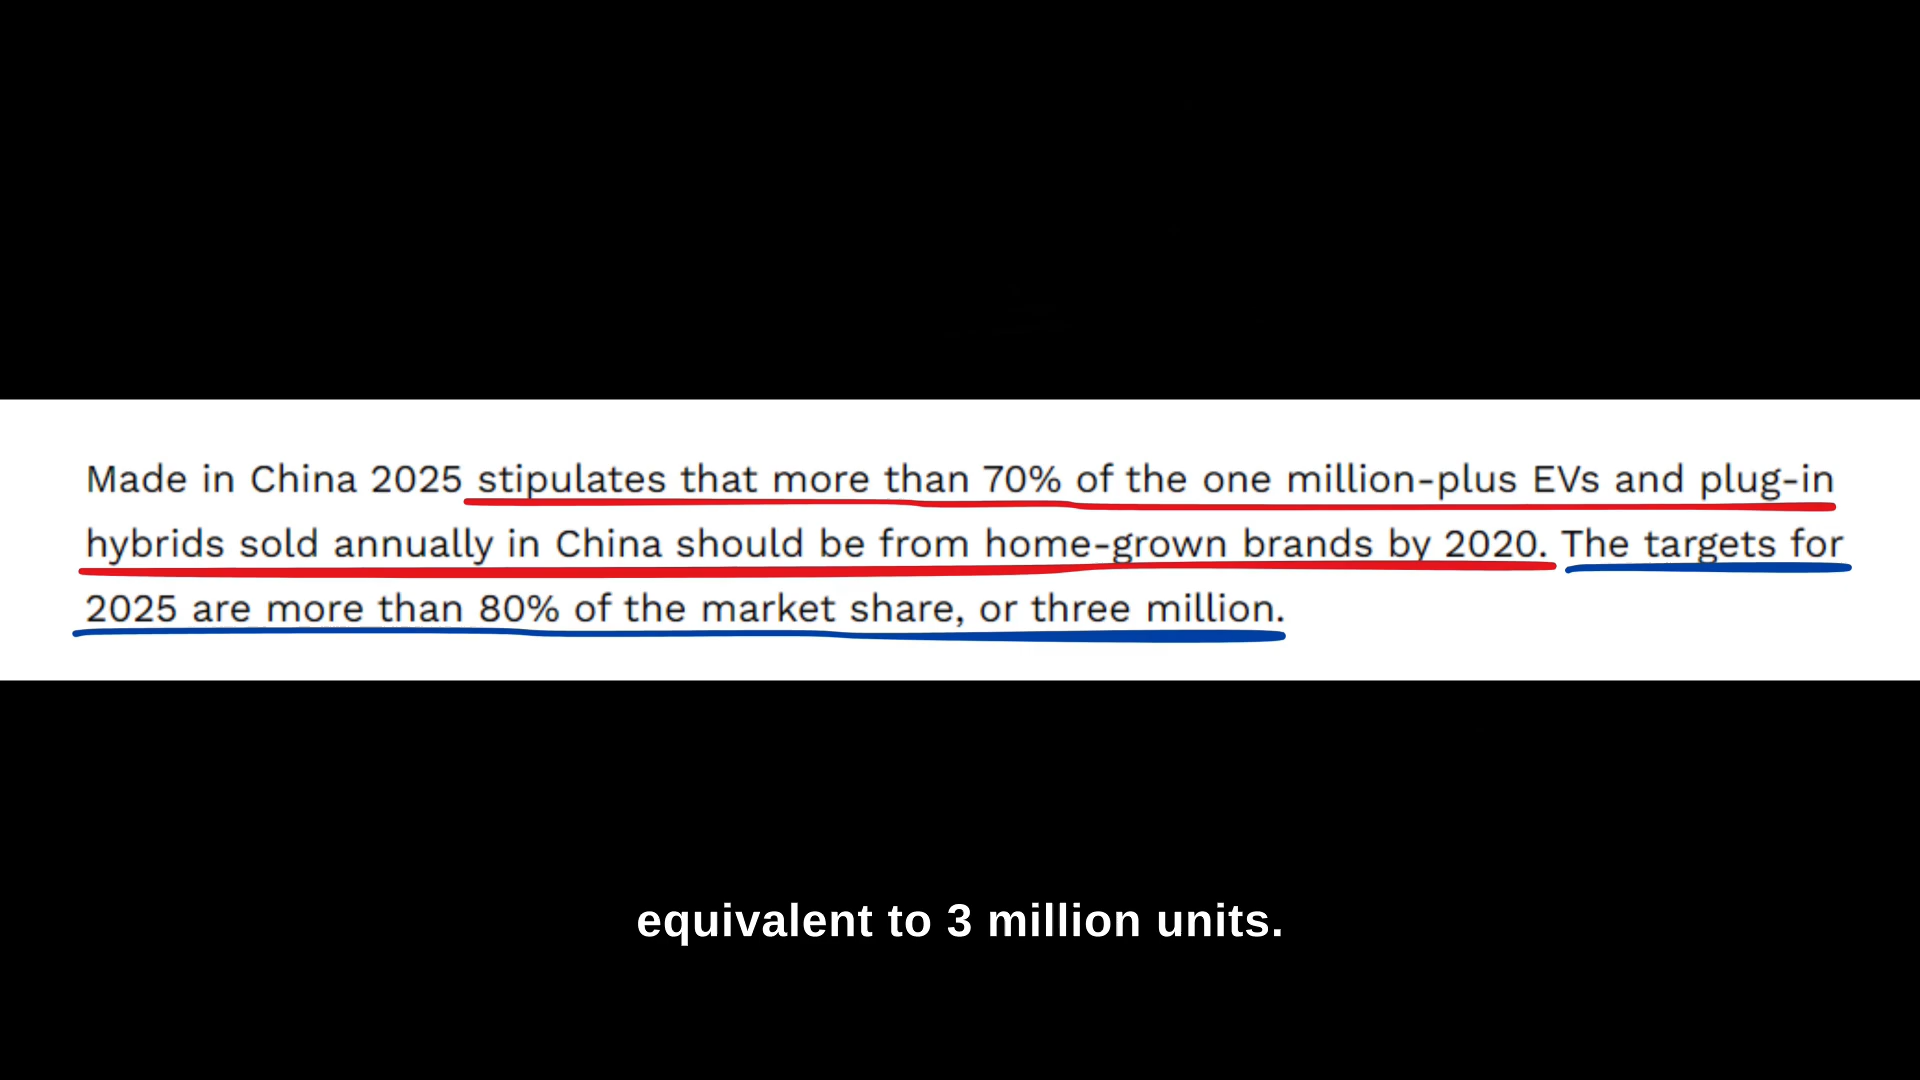 Made in China 2025 stipulates that more than 70% of the one million-plus EVs and plug-in
hybrids sold annually in China should be from home-grown brands by 2020. The targets for
2025 are more than 80% of the market share, or three million.
equivalent to 3 million units.